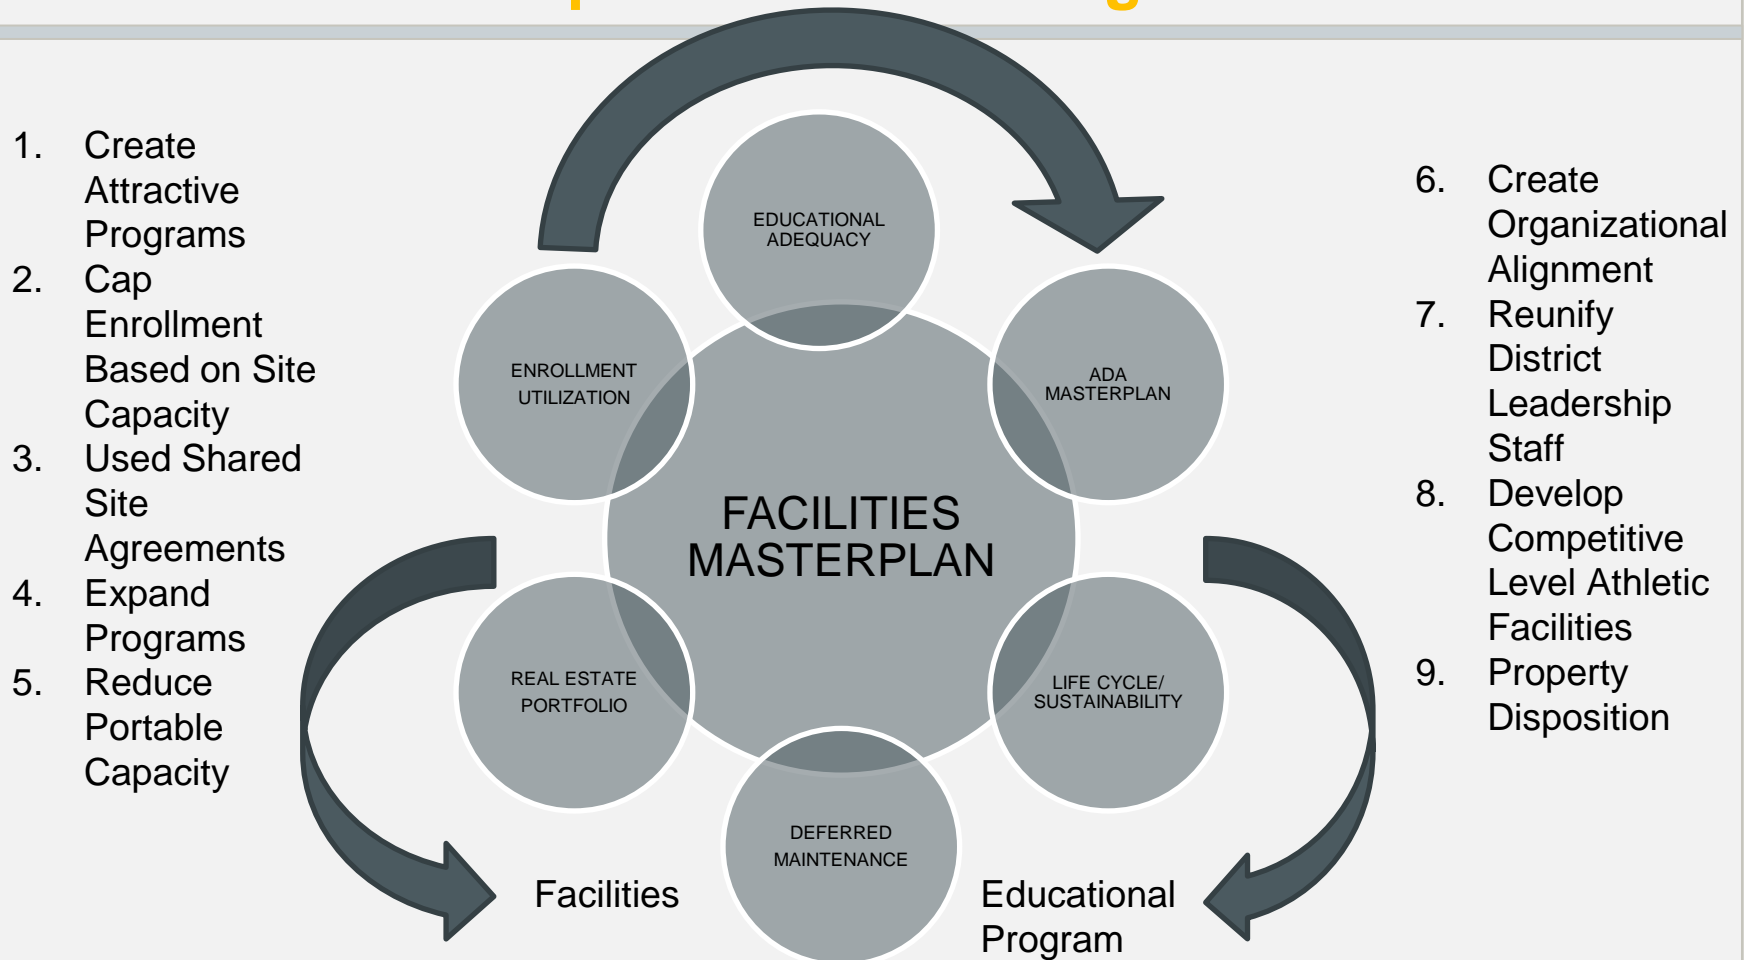 1. Create
Attractive
Programs
2. Cap
Enrollment
Based on Site
Capacity
3. Used Shared
Site
Agreements
4. Expand
Programs
5. Reduce
Portable
Capacity
EDUCATIONAL
ADEQUACY
ENROLLMENT
UTILIZATION
ADA
MASTERPLAN
FACILITIES
MASTERPLAN
REAL ESTATE
PORTFOLIO
LIFE CYCLE/
SUSTAINABILITY
DEFERRED
MAINTENANCE
Facilities
Educational
Program
6. Create
Organizational
Alignment
7. Reunify
District
Leadership
Staff
8. Develop
Competitive
Level Athletic
Facilities
9. Property
Disposition